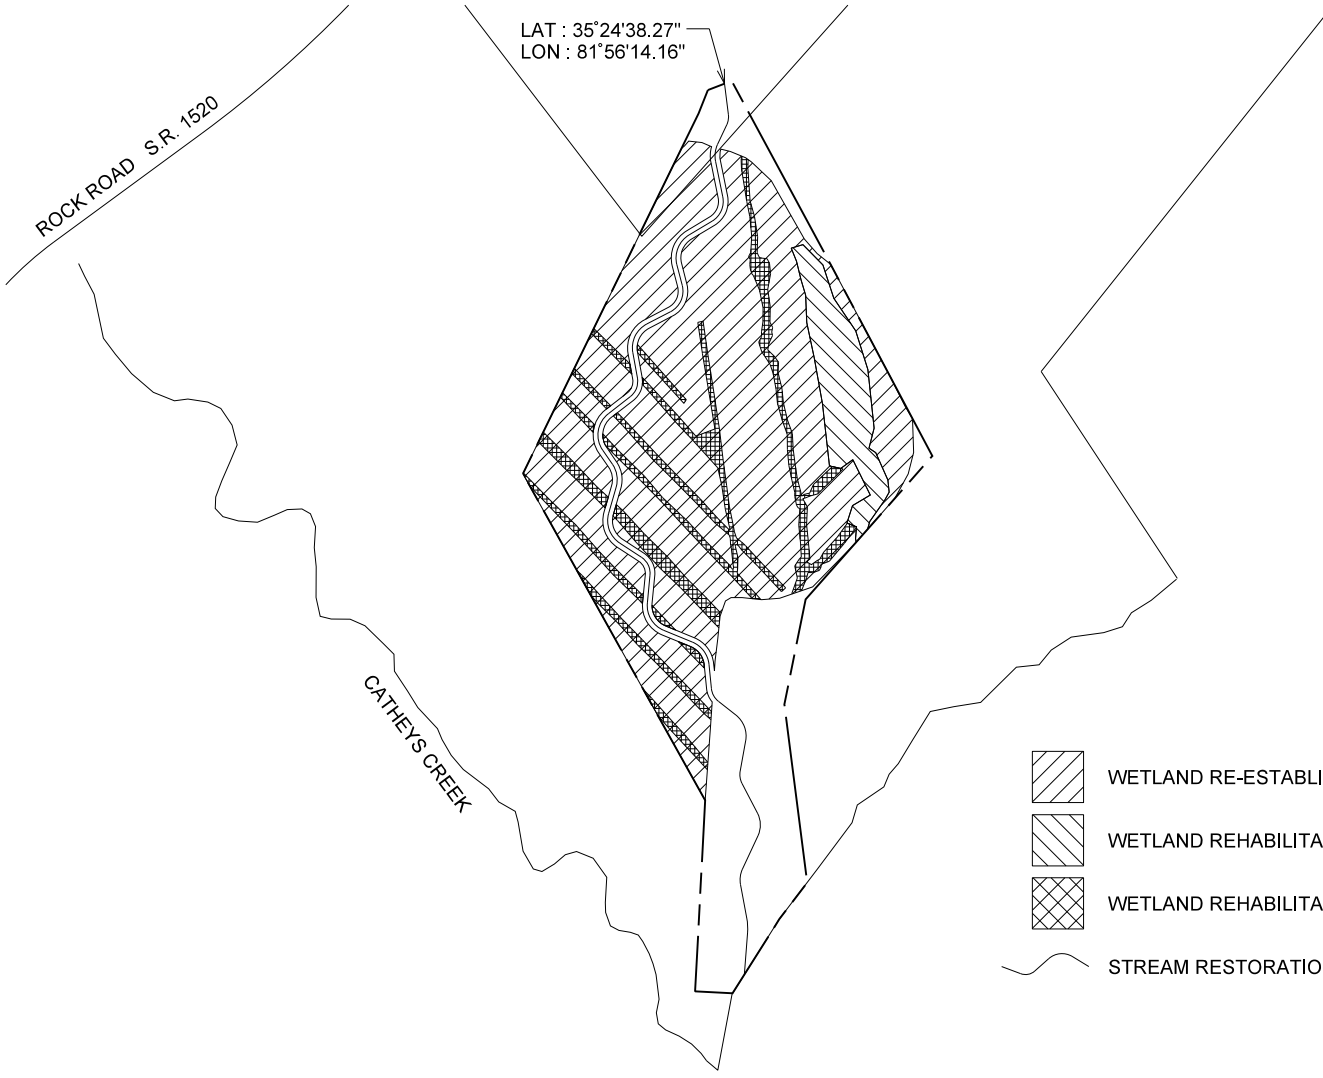 LAT : 35°24'38.27"
LON : 81°56'14.16"
ROCK ROAD S.R. 1520
CATHEYS CREEK
WETLAND RE-ESTABLI
WETLAND REHABILITA
WETLAND REHABILITA
STREAM RESTORATIO